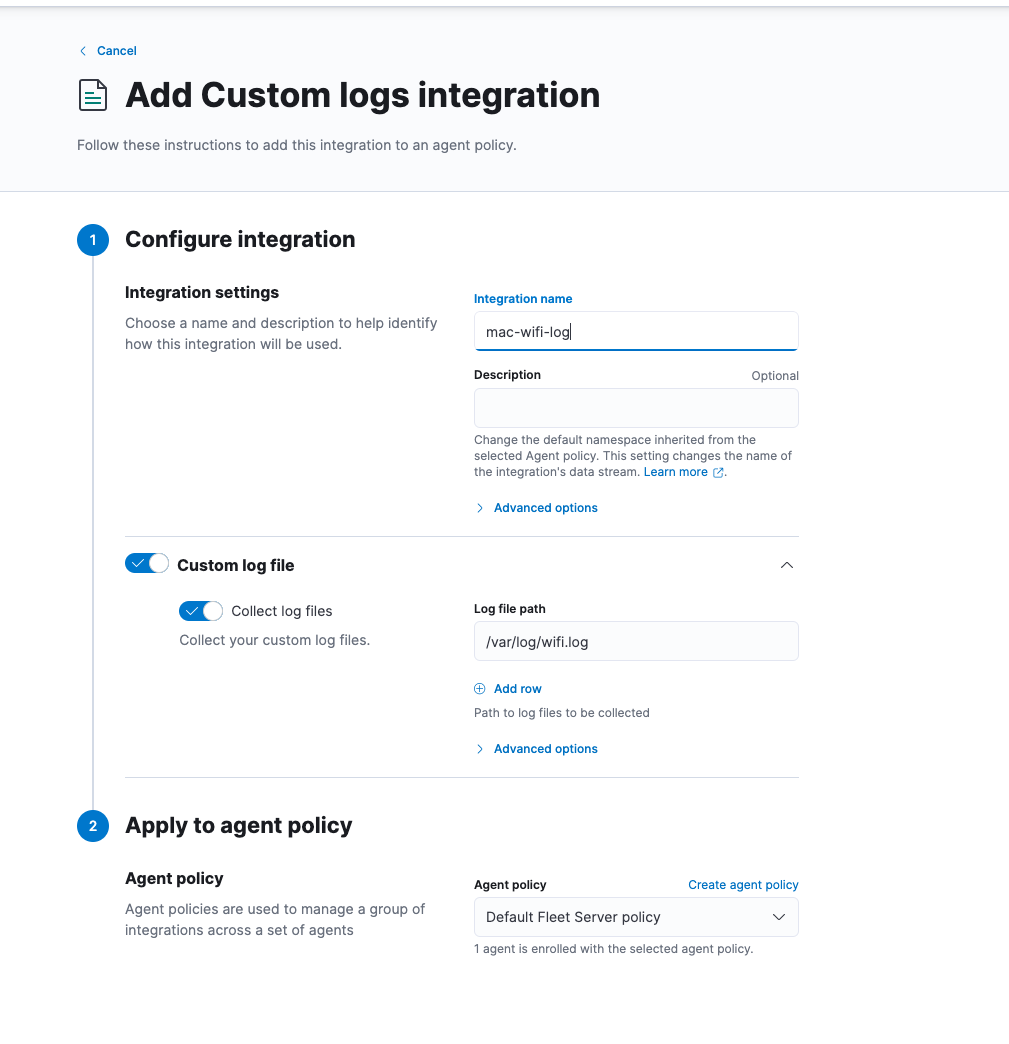 Cancel
Add Custom logs integration
Follow these instructions to add this integration to an agent policy.
1
Configure integration
Integration settings
Choose a name and description to help identify
how this integration will be used.
Integration name
mac-wifi-log
Description
Optional
Change the default namespace inherited from the
selected Agent policy. This setting changes the name of
the integration's data stream. Learn more.
Advanced options
Custom log file
Collect log files
Collect your custom log files.
Log file path
/var/log/wifi.log
Add row
Path to log files to be collected
Advanced options
2
Apply to agent policy
Agent policy
Agent policies are used to manage a group of
integrations across a set of agents
Agent policy
Create agent policy
Default Fleet Server policy
1 agent is enrolled with the selected agent policy.